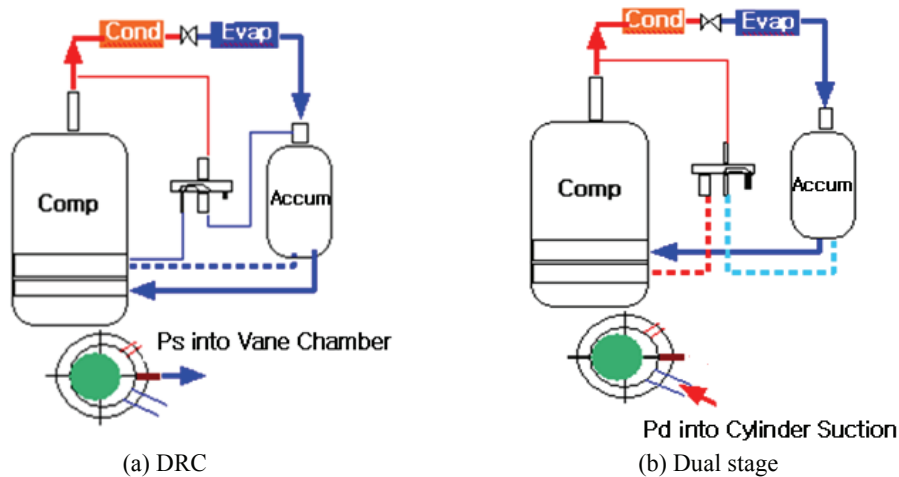 Cond
Evap
Comp
Accum
Ps into Vane Chamber
(a) DRC
Cond
Evap
Comp
Accum
Pd into Cylinder Suction
(b) Dual stage